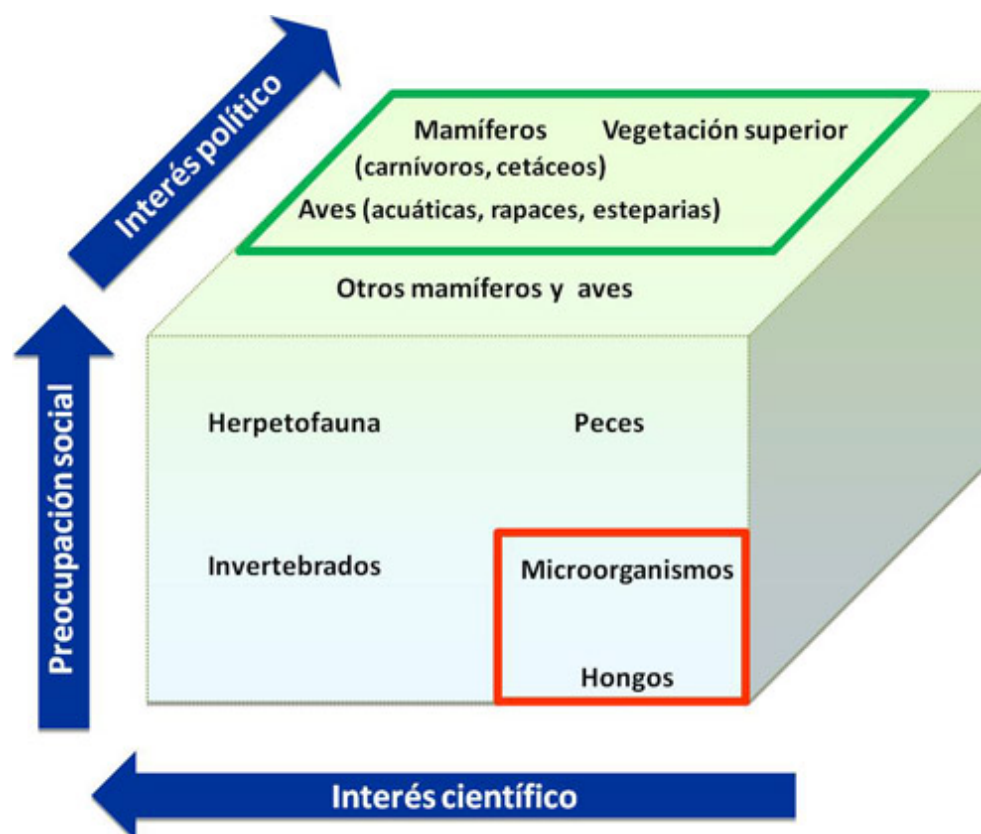 Interés político
Mamíferos
(carnívoros, cetáceos)
Vegetación superior
Aves (acuáticas, rapaces, esteparias)
Otros mamíferos y aves
Preocupación social
Herpetofauna
Peces
Invertebrados
Microorganismos
Hongos
Interés científico